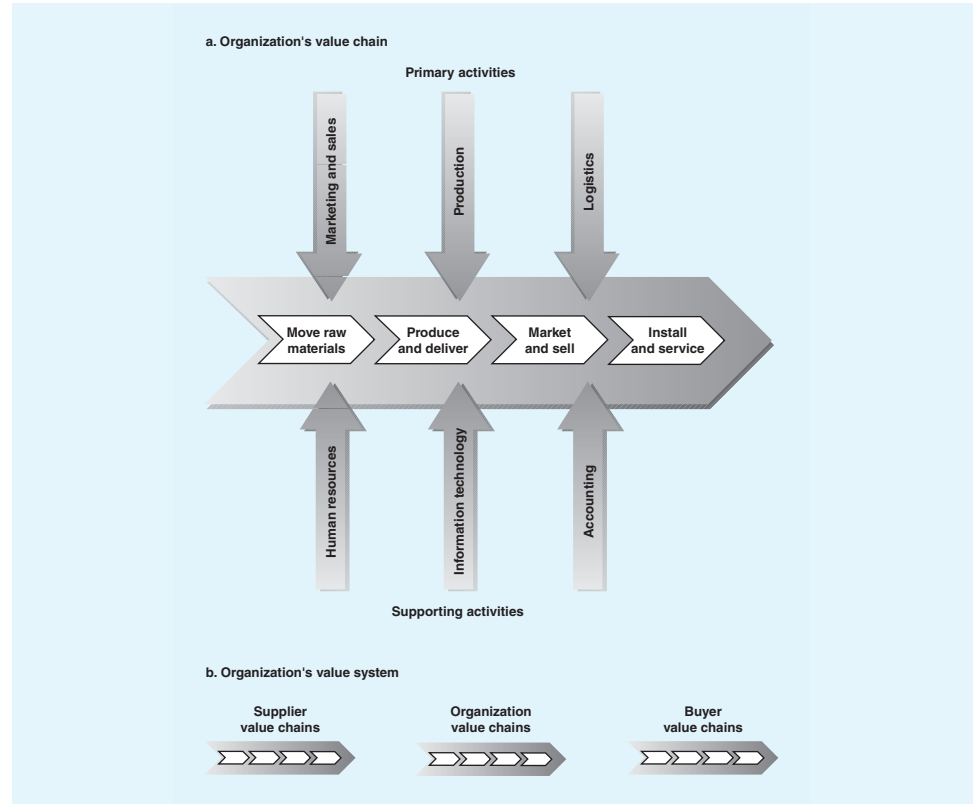 a. Organization's value chain
Primary activities
Marketing and sales
Production
Logistics
Move raw
materials
Produce
and deliver
Market
and sell
Install
and service
Human resources
Information technology
Accounting
Supporting activities
b. Organization's value system
Supplier
value chains
Organization
value chains
Buyer
value chains